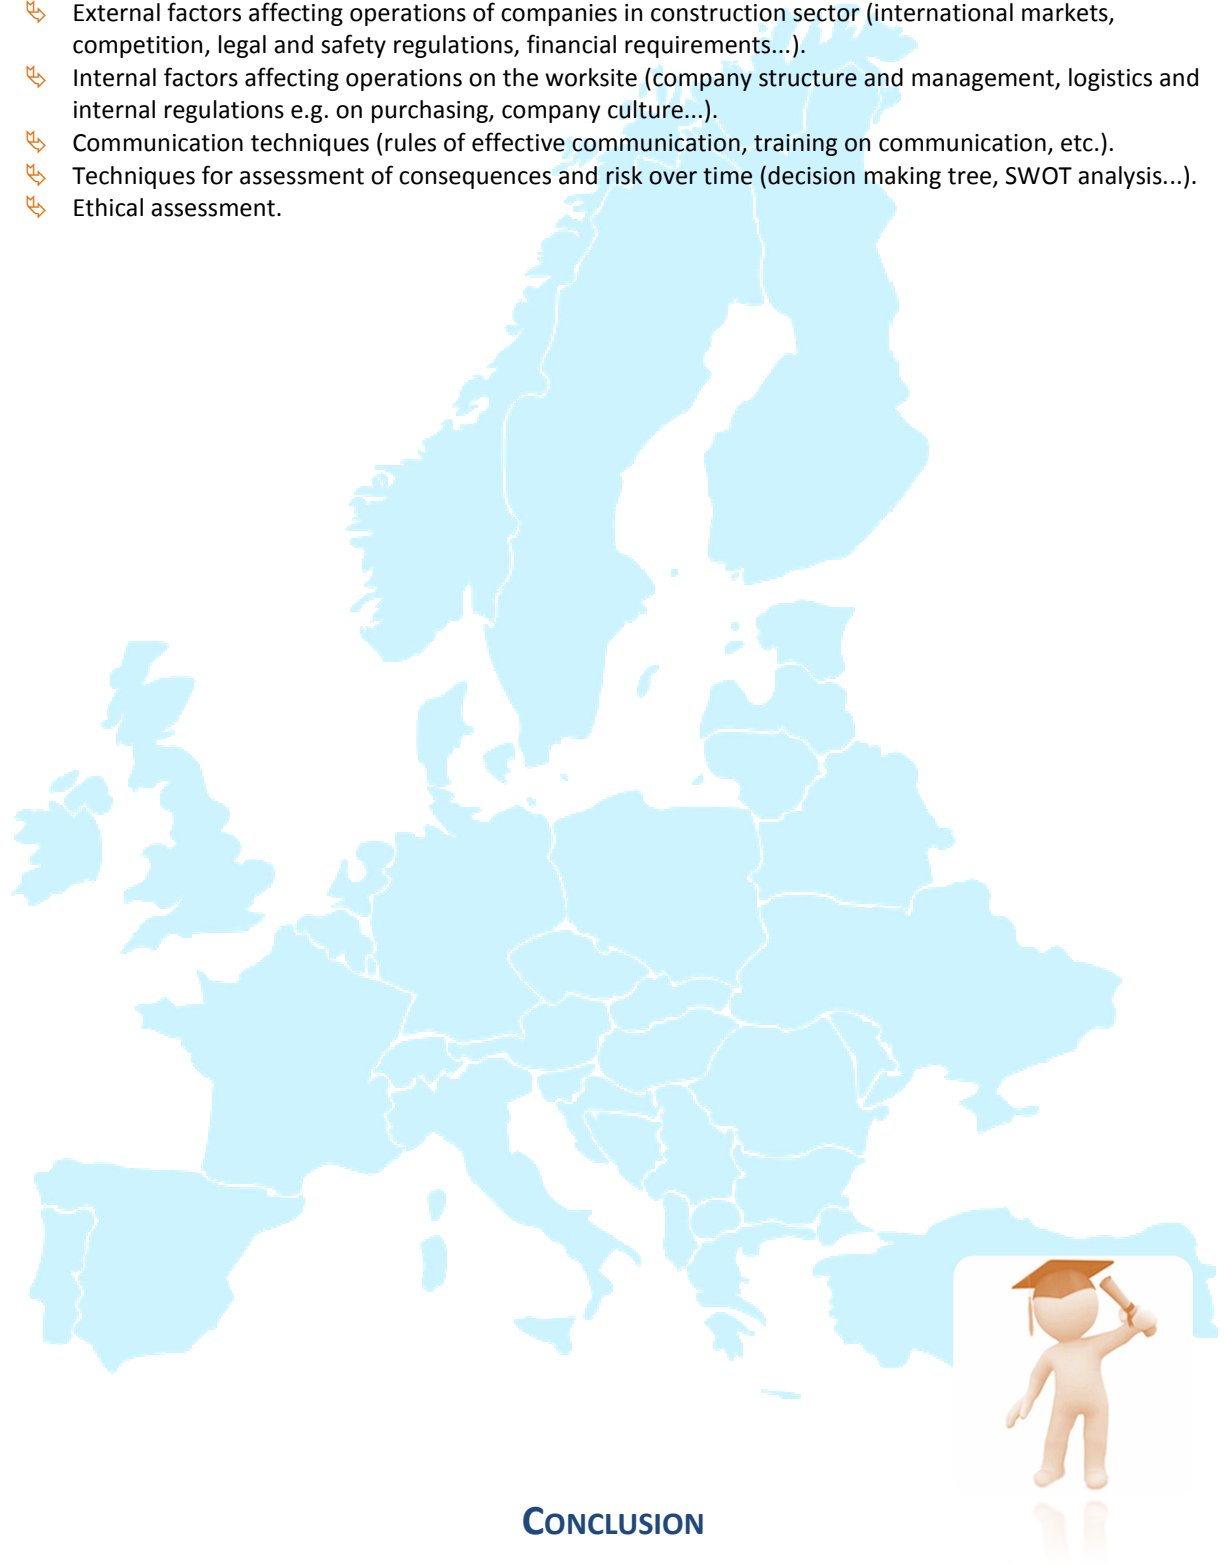 External factors affecting operations of companies in construction sector (international markets,
competition, legal and safety regulations, financial requirements...).
Internal factors affecting operations on the worksite (company structure and management, logistics and
internal regulations e.g. on purchasing, company culture...).
Communication techniques (rules of effective communication, training on communication, etc.).
Techniques for assessment of consequences and risk over time (decision making tree, SWOT analysis...).
Ethical assessment.
CONCLUSION